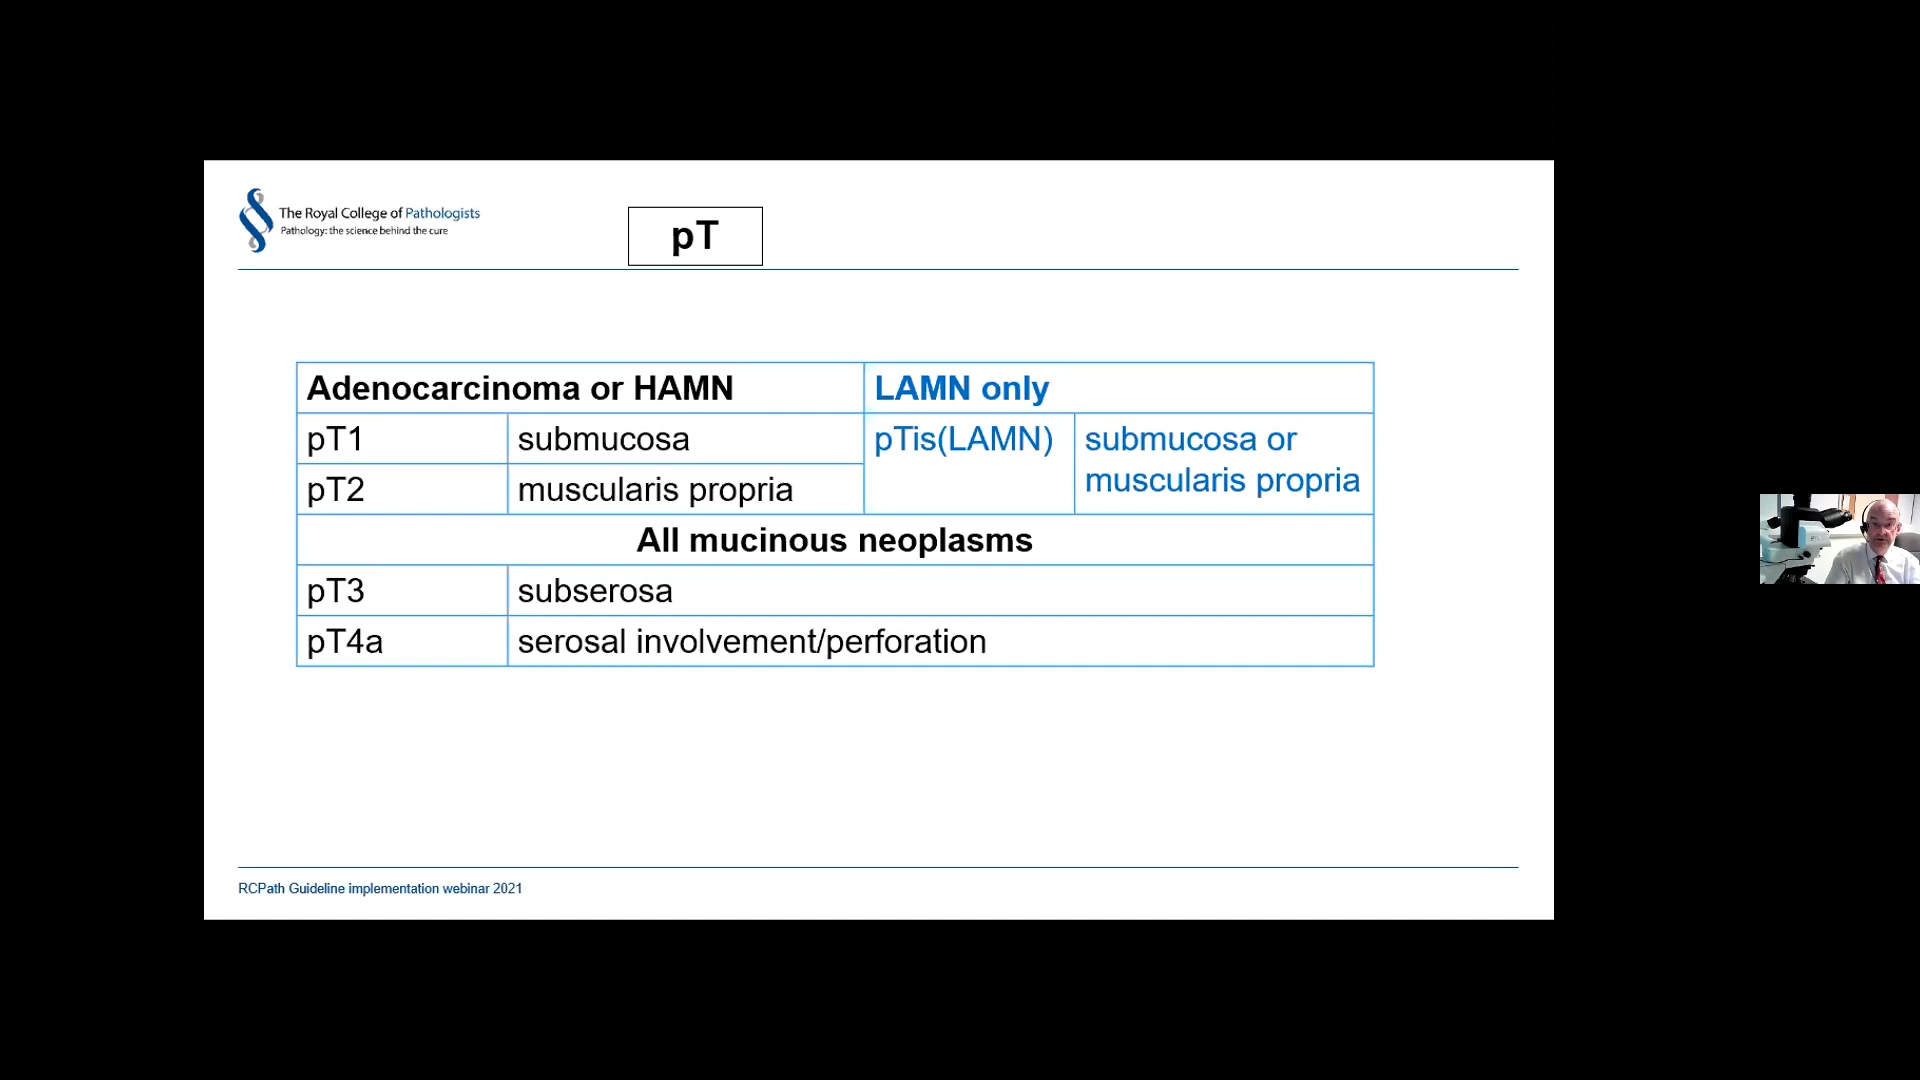 The Royal College of Pathologists
Pathology: the science behind the cure
pT
Adenocarcinoma or HAMN
LAMN only
pT1
submucosa
pTis(LAMN)
submucosa or
muscularis propria
pT2
muscularis propria
All mucinous neoplasms
pT3
subserosa
pT4a
serosal involvement/perforation
RCPath Guideline implementation webinar 2021